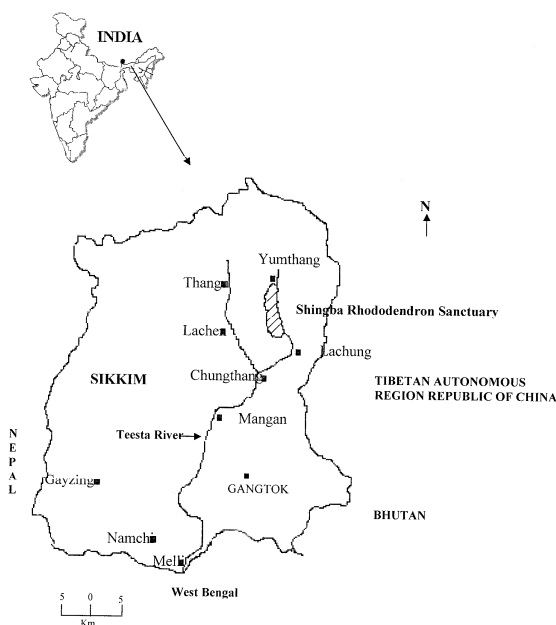 INDIA
N
Yumthang
Thang
Shingba Rhododendron Sanctuary
Lachen
Lachung
SIKKIM
Chungthang
TIBETAN AUTONOMOUS
REGION REPUBLIC OF CHINA
Mangan
Teesta River
NEPAL
Gayzing
GANGTOK
BHUTAN
Namchi
Melli
West Bengal
5 0 5
Km